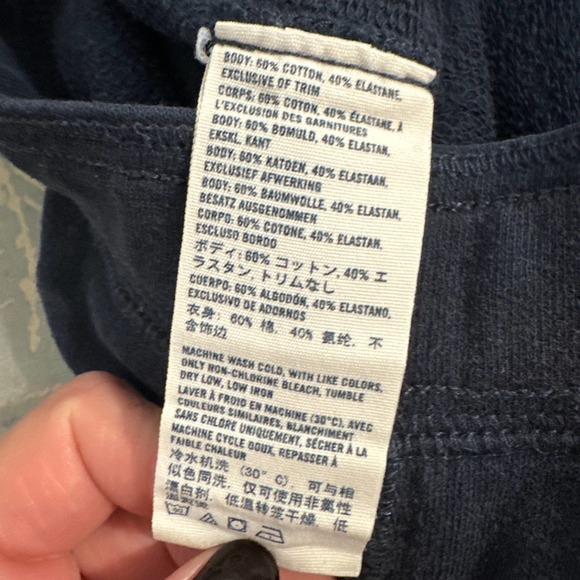 BODY: 60% COTTON, 40% ELASTANE,
EXCLUSIVE OF TRIM
CORPS: 60% COTON, 40% ELASTANE, À
L'EXCLUSION DES GARNITURES
BODY: 60% BOMULD, 40% ELASTAN,
EKSKL. KANT
BODY: 60% KATOEN, 40% ELASTAAN,
EXCLUSIEF AFWERKING
BODY: 60% BAUMWOLLE, 40% ELASTAN,
BESATZ AUSGENOMMEN
CORPO: 60% COTONE, 40% ELASTAN,
ESCLUSO BORDO
ボディ: 60% コットン, 40% エ
ラスタン, トリムなし
CUERPO: 60% ALGODÓN, 40% ELASTANO,
EXCLUSIVO DE ADORNOS
衣身: 60% 棉, 40% 氨纶, 不
含饰边
MACHINE WASH COLD, WITH LIKE COLORS,
ONLY NON-CHLORINE BLEACH, TUMBLE
DRY LOW, LOW IRON
LAVER À FROID EN MACHINE (30°C), AVEC
COULEURS SIMILAIRES, BLANCHIMENT
SANS CHLORE UNIQUEMENT, SÉCHER À LA
MACHINE CYCLE DOUX, REPASSER À
FAIBLE CHALEUR
冷水机洗 (30° C), 可与相
似色同洗, 仅可使用非氯性
漂白剂, 低温转笼干燥, 低
温熨烫